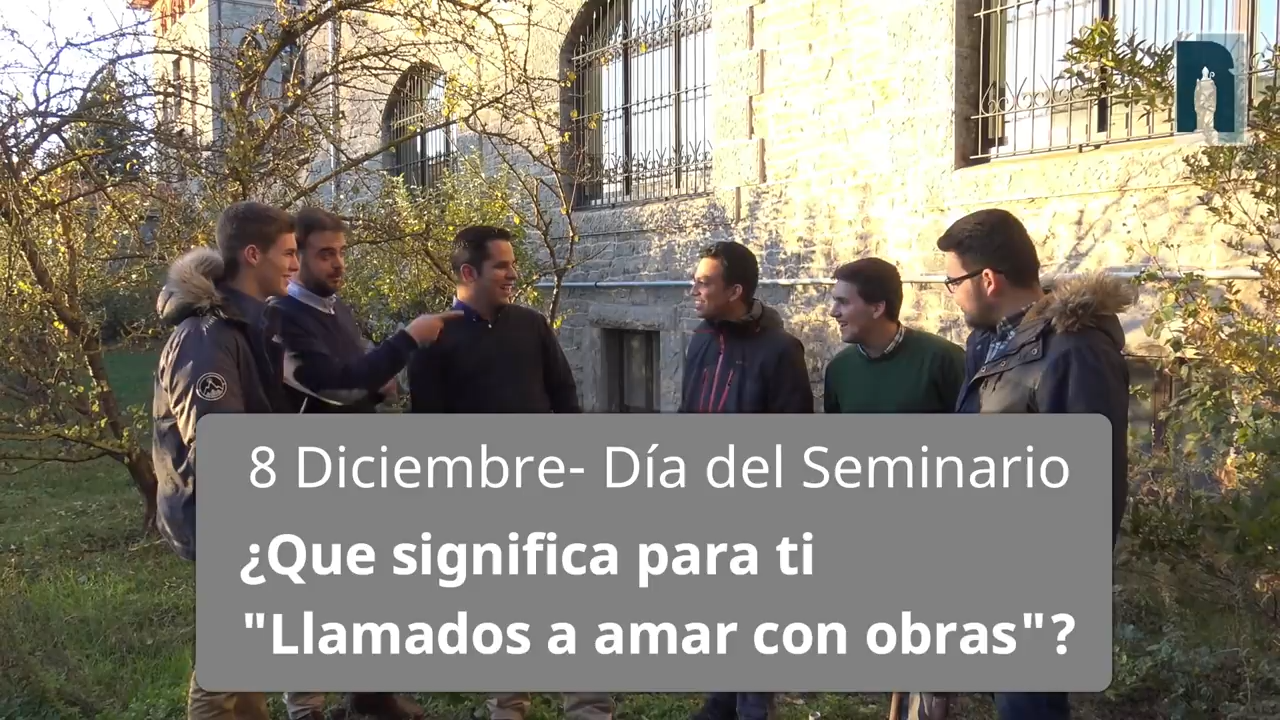 8 Diciembre- Día del Seminario
¿Que significa para ti
"Llamados a amar con obras"?